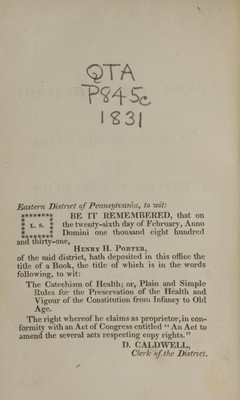 QTA
P845c
1831
Eastern District of Pennsylvania, to wit:
BE IT REMEMBERED, that on
L. S. the twenty-sixth day of February, Anno
Domini one thousand eight hundred
and thirty-one,
HENRY H. PORTER,
of the said district, hath deposited in this office the
title of a Book, the title of which is in the words
following, to wit:
The Catechism of Health; or, Plain and Simple
Rules for the Preservation of the Health and
Vigour of the Constitution from Infancy to Old
Age.
The right whereof he claims as proprietor, in con-
formity with an Act of Congress entitled "An Act to
amend the several acts respecting copy rights."
D. CALDWELL,
Clerk of the District.